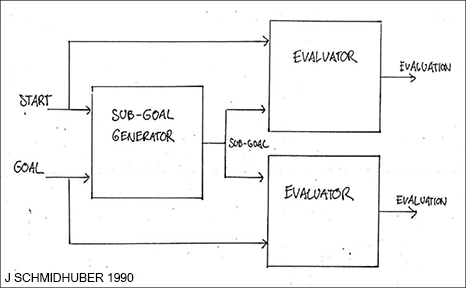 EVALUATOR
EVALUATION
START
SUB-GOAL
GENERATOR
SUB-GOAL
GOAL
EVALUATOR
EVALUATION
J SCHMIDHUBER 1990